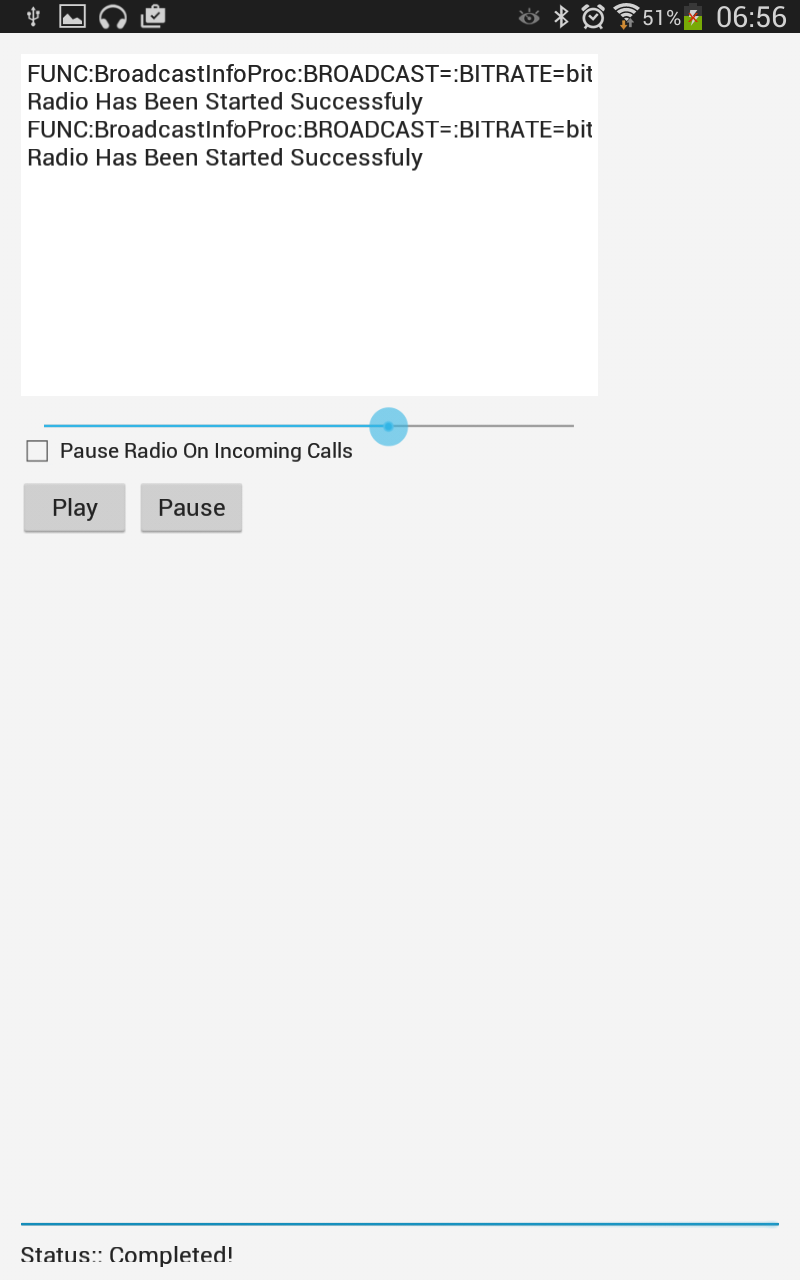 51% 06:56
FUNC:BroadcastInfoProc:BROADCAST=:BITRATE=bit
Radio Has Been Started Successfuly
FUNC:BroadcastInfoProc:BROADCAST=:BITRATE=bit
Radio Has Been Started Successfuly
Pause Radio On Incoming Calls
Play Pause
Status:: Completed!